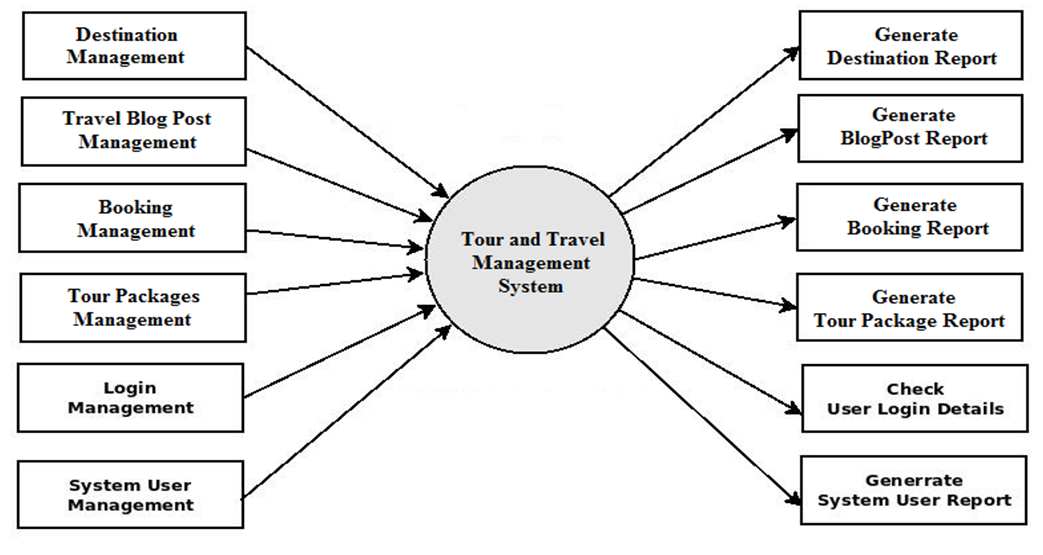 Destination
Management
Travel Blog Post
Management
Booking
Management
Tour Packages
Management
Login
Management
System User
Management
Tour and Travel
Management
System
Generate
Destination Report
Generate
BlogPost Report
Generate
Booking Report
Generate
Tour Package Report
Check
User Login Details
Generrate
System User Report